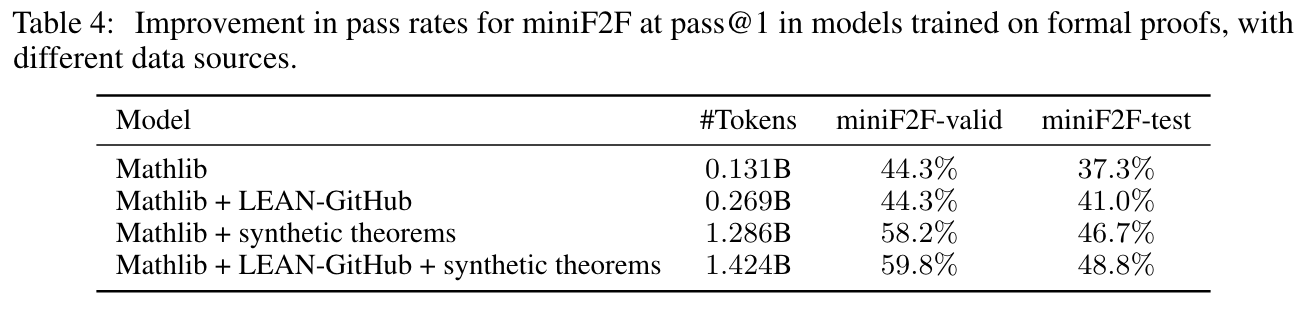 Table 4: Improvement in pass rates for miniF2F at pass@1 in models trained on formal proofs, with
different data sources.
Model #Tokens miniF2F-valid miniF2F-test
Mathlib 0.131B 44.3% 37.3%
Mathlib + LEAN-GitHub 0.269B 44.3% 41.0%
Mathlib + synthetic theorems 1.286B 58.2% 46.7%
Mathlib + LEAN-GitHub + synthetic theorems 1.424B 59.8% 48.8%